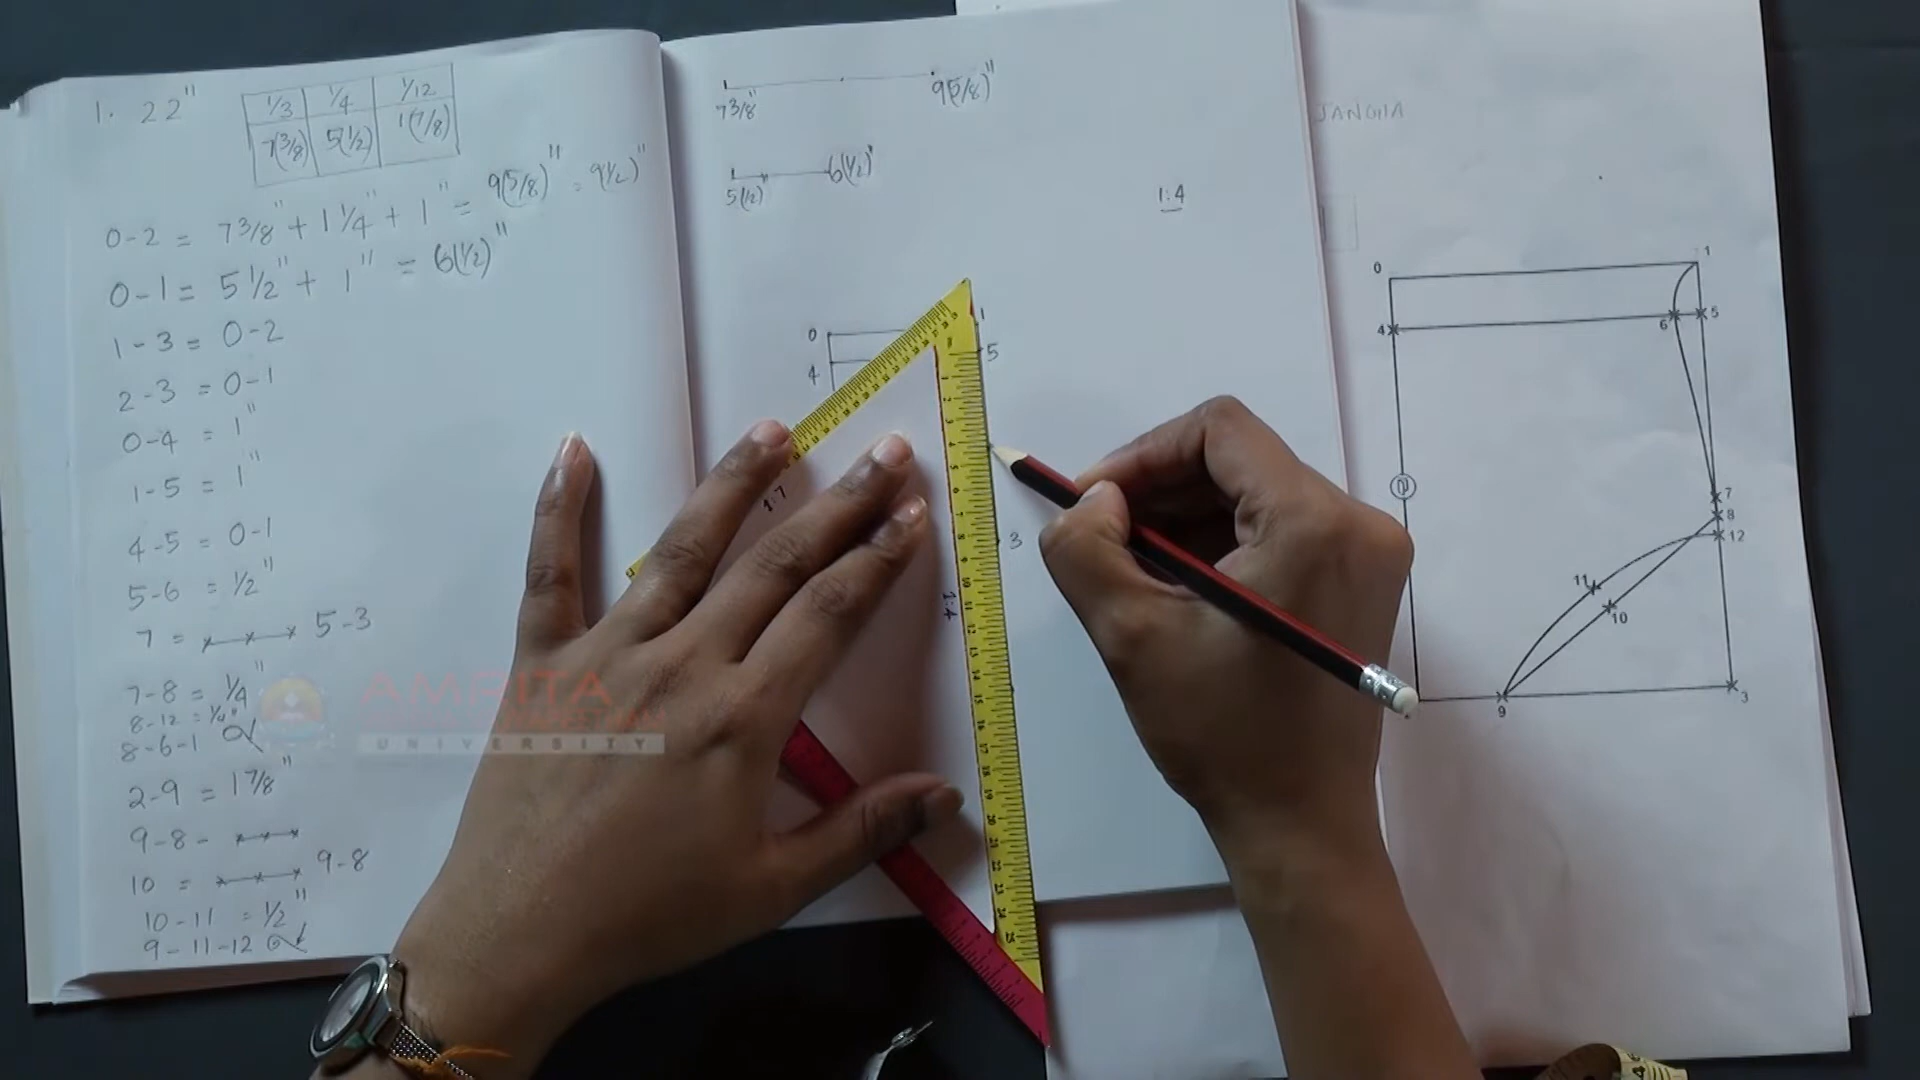 1. 22"
1/3 1/4 1/12
7(3/8) 5(1/2) 1(7/8)
0-2 = 7 3/8" + 1 1/4" + 1" = 9(5/8)" = 9(1/2)"
0-1 = 5 1/2" + 1" = 6(1/2)"
1-3 = 0-2
2-3 = 0-1
0-4 = 1"
1-5 = 1"
4-5 = 0-1
5-6 = 1/2"
7 = 5-3
7-8 = 1/4"
8-12 = 1/4"
8-6-1
2-9 = 1 7/8"
9-8-
10 = 9-8
10-11 = 1/2"
9-11-12
AMRITA
UNIVERSITY
7 3/8" 9(5/8)"
5(1/2)" 6(1/2)"
1:4
0 1
4 5
3
1:7
1:4
JANGIA
0 1
4 6 5
7
8
12
11
10
9 3